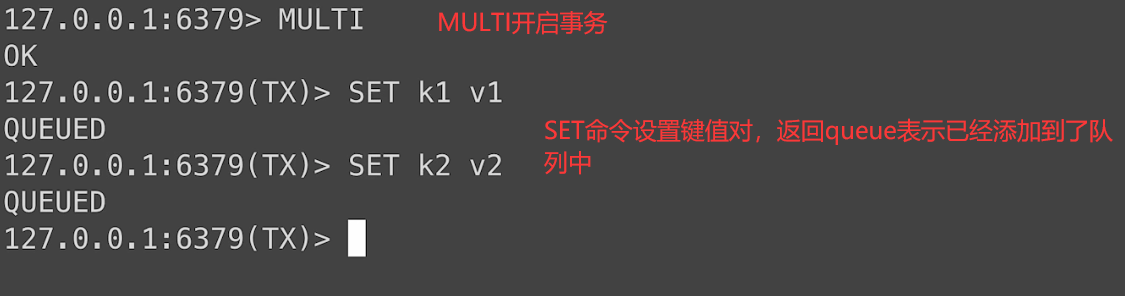 127.0.0.1:6379> MULTI MULTI开启事务
OK
127.0.0.1:6379(TX)> SET k1 v1
QUEUED
SET命令设置键值对，返回queue表示已经添加到了队
127.0.0.1:6379(TX)> SET k2 v2
列中
QUEUED
127.0.0.1:6379(TX)>